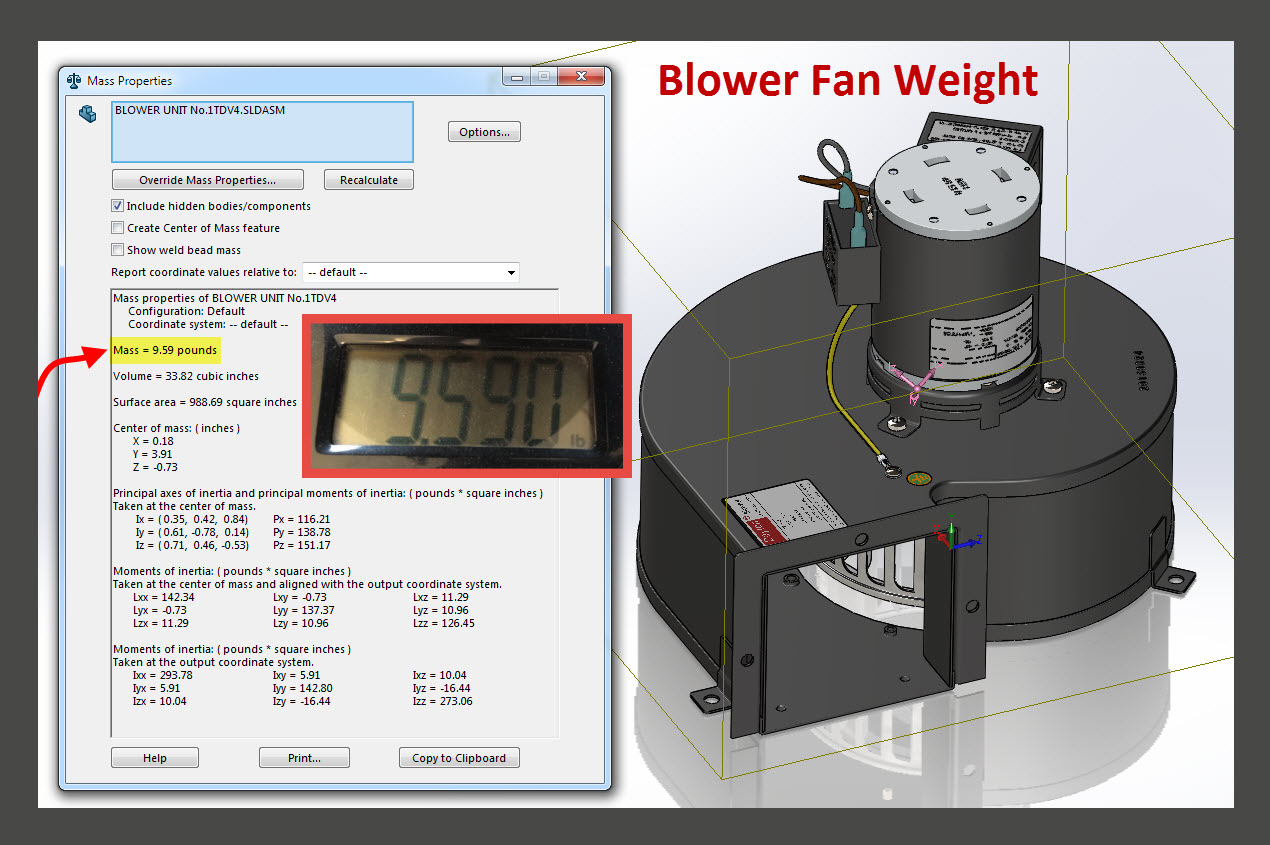 Blower Fan Weight
Mass Properties
BLOWER UNIT No.1TDV4.SLDASM
Options...
Override Mass Properties...
Recalculate
Include hidden bodies/components
Create Center of Mass feature
Show weld bead mass
Report coordinate values relative to: -- default --
Mass properties of BLOWER UNIT No.1TDV4
Configuration: Default
Coordinate system: -- default --
Mass = 9.59 pounds
9.590 lb
Volume = 33.82 cubic inches
Surface area = 988.69 square inches
Center of mass: ( inches )
X = 0.18
Y = 3.91
Z = -0.73
Principal axes of inertia and principal moments of inertia: ( pounds * square inches )
Taken at the center of mass.
Ix = ( 0.35, 0.42, 0.84) Px = 116.21
Iy = ( 0.61, -0.78, 0.14) Py = 138.78
Iz = ( 0.71, 0.46, -0.53) Pz = 151.17
Moments of inertia: ( pounds * square inches )
Taken at the center of mass and aligned with the output coordinate system.
Lxx = 142.34 Lxy = -0.73 Lxz = 11.29
Lyx = -0.73 Lyy = 137.37 Lyz = 10.96
Lzx = 11.29 Lzy = 10.96 Lzz = 126.45
Moments of inertia: ( pounds * square inches )
Taken at the output coordinate system.
Ixx = 293.78 Ixy = 5.91 Ixz = 10.04
Iyx = 5.91 Iyy = 142.80 Iyz = -16.44
Izx = 10.04 Izy = -16.44 Izz = 273.06
Help
Print...
Copy to Clipboard
Z